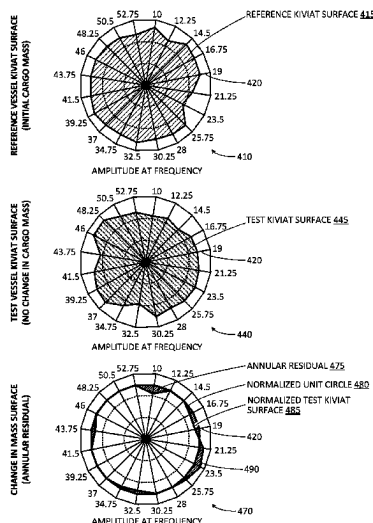 REFERENCE VESSEL KIVIAT SURFACE
(INITIAL CARGO MASS)
52.75 10
50.5 12.25
48.25 14.5
46 16.75
43.75 19
41.5 21.25
39.25 23.5
37 25.75
34.75 28
32.5 30.25
REFERENCE KIVIAT SURFACE 415
420
410
AMPLITUDE AT FREQUENCY
TEST VESSEL KIVIAT SURFACE
(NO CHANGE IN CARGO MASS)
52.75 10
50.5 12.25
48.25 14.5
46 16.75
43.75 19
41.5 21.25
39.25 23.5
37 25.75
34.75 28
32.5 30.25
TEST KIVIAT SURFACE 445
420
440
AMPLITUDE AT FREQUENCY
CHANGE IN MASS SURFACE
(ANNULAR RESIDUAL)
52.75 10
50.5 12.25
48.25 14.5
46 16.75
43.75 19
41.5 21.25
39.25 23.5
37 25.75
34.75 28
32.5 30.25
ANNULAR RESIDUAL 475
NORMALIZED UNIT CIRCLE 480
NORMALIZED TEST KIVIAT
SURFACE 485
420
490
470
AMPLITUDE AT FREQUENCY